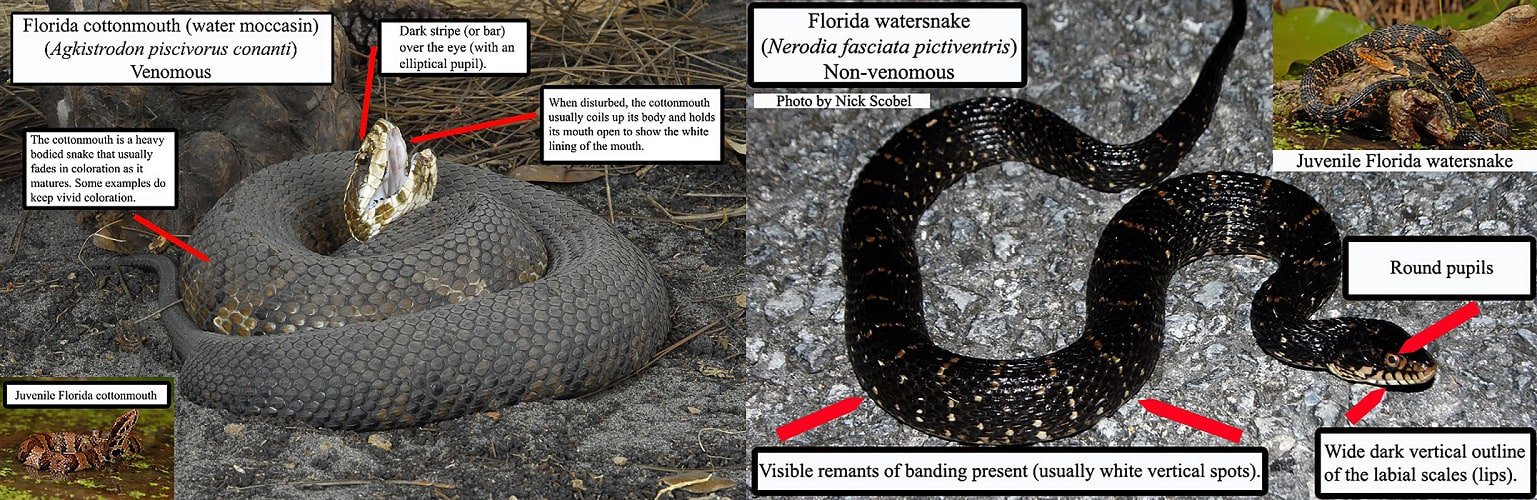 Florida cottonmouth (water moccasin)
(Agkistrodon piscivorus conanti)
Venomous
Dark stripe (or bar)
over the eye (with an
elliptical pupil).
When disturbed, the cottonmouth
usually coils up its body and holds
its mouth open to show the white
lining of the mouth.
The cottonmouth is a heavy
bodied snake that usually
fades in coloration as it
matures. Some examples do
keep vivid coloration.
Juvenile Florida cottonmouth
Florida watersnake
(Nerodia fasciata pictiventris)
Non-venomous
Photo by Nick Scobel
Juvenile Florida watersnake
Round pupils
Visible remants of banding present (usually white vertical spots).
Wide dark vertical outline
of the labial scales (lips).